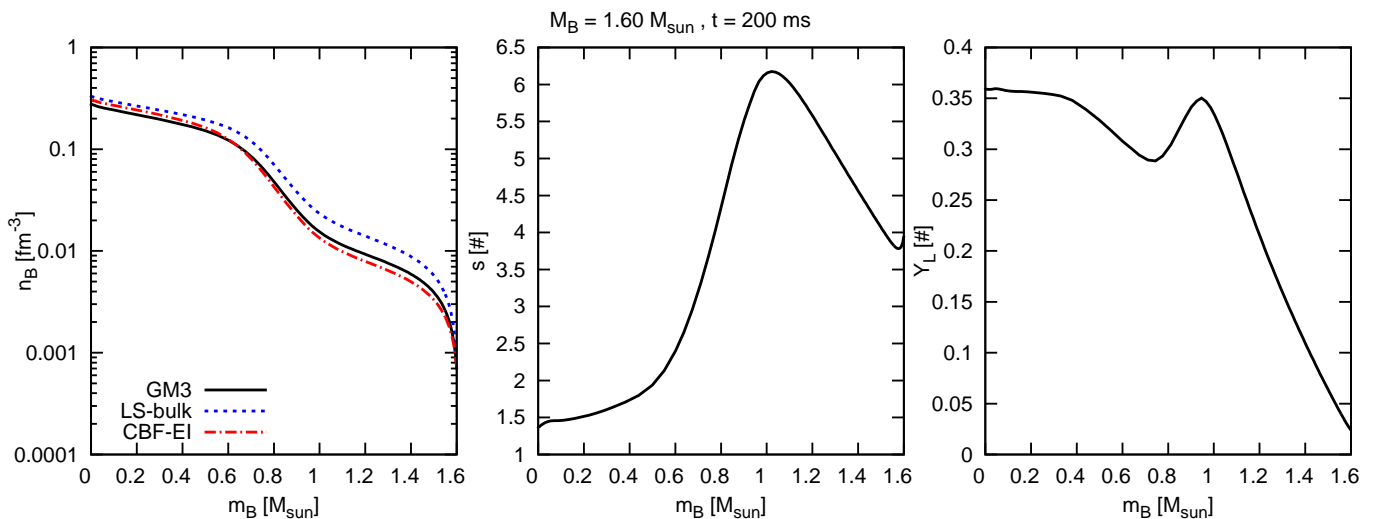 M_B = 1.60 M_sun , t = 200 ms
n_B [fm^-3]
1
0.1
0.01
0.001
0.0001
GM3
LS-bulk
CBF-EI
0 0.2 0.4 0.6 0.8 1 1.2 1.4 1.6
m_B [M_sun]
s [#]
6.5
6
5.5
5
4.5
4
3.5
3
2.5
2
1.5
1
0 0.2 0.4 0.6 0.8 1 1.2 1.4 1.6
m_B [M_sun]
Y_L [#]
0.4
0.35
0.3
0.25
0.2
0.15
0.1
0.05
0
0 0.2 0.4 0.6 0.8 1 1.2 1.4 1.6
m_B [M_sun]